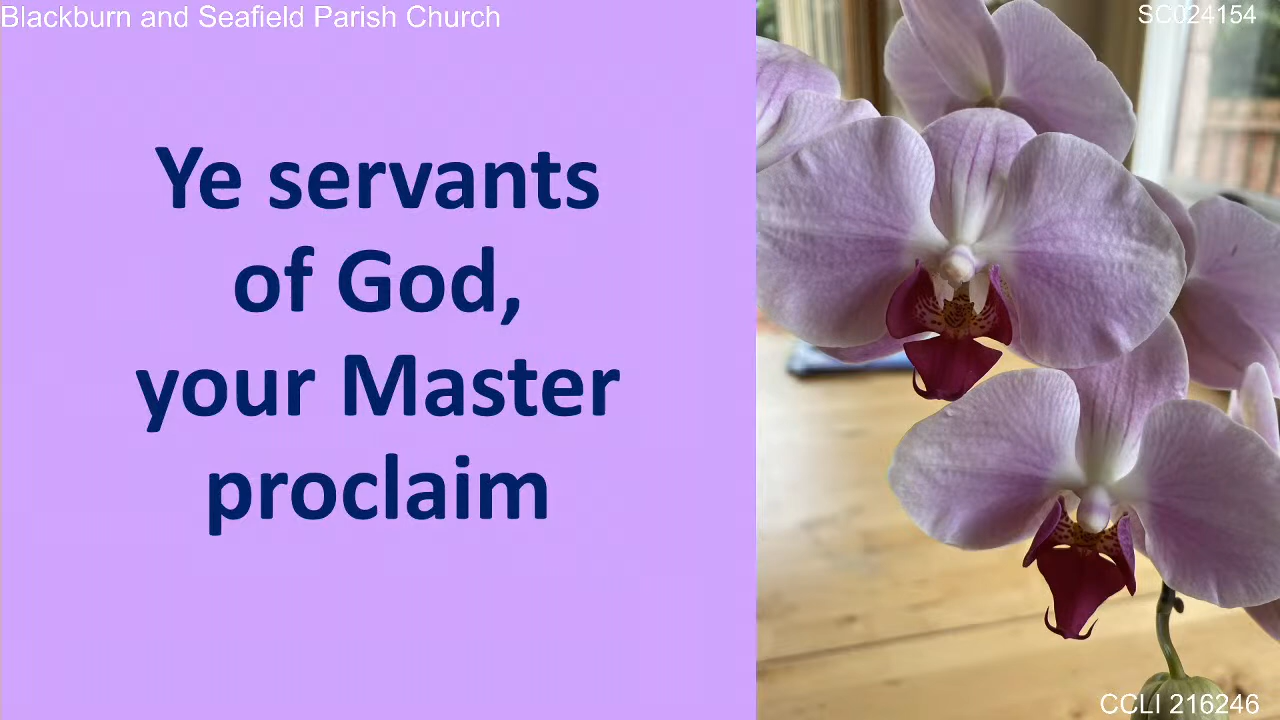 Blackburn and Seafield Parish Church
SC024154
Ye servants
of God,
your Master
proclaim
CCLI 216246